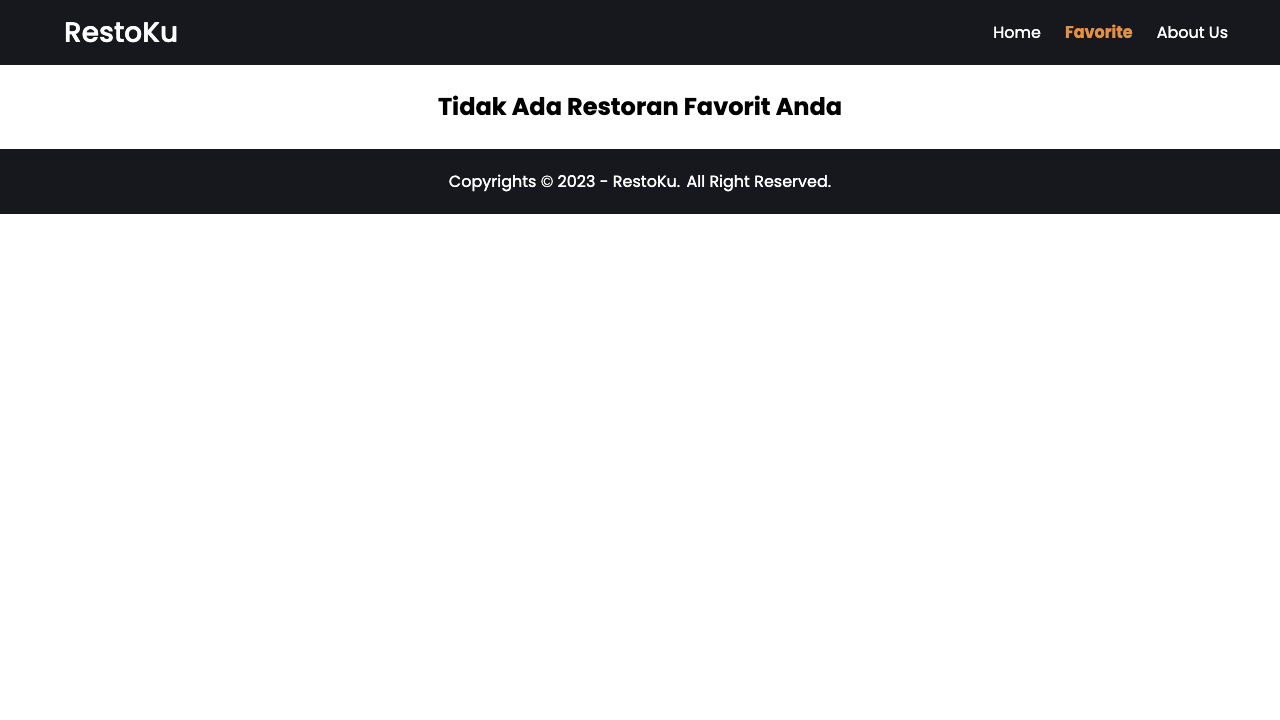 RestoKu
Home Favorite About Us
Tidak Ada Restoran Favorit Anda
Copyrights © 2023 - RestoKu. All Right Reserved.